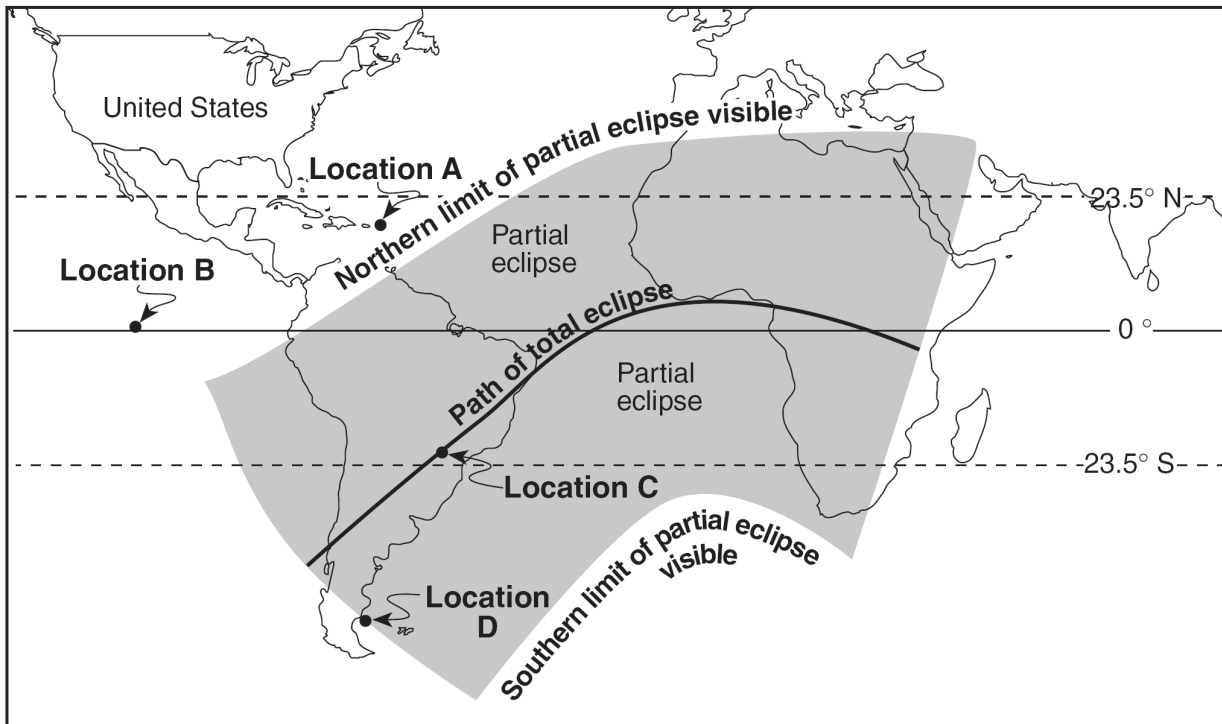 United States
Location A
Northern limit of partial eclipse visible
23.5° N
Partial
eclipse
Location B
Path of total eclipse
0 °
Partial
eclipse
23.5° S
Location C
Southern limit of partial eclipse
visible
Location
D